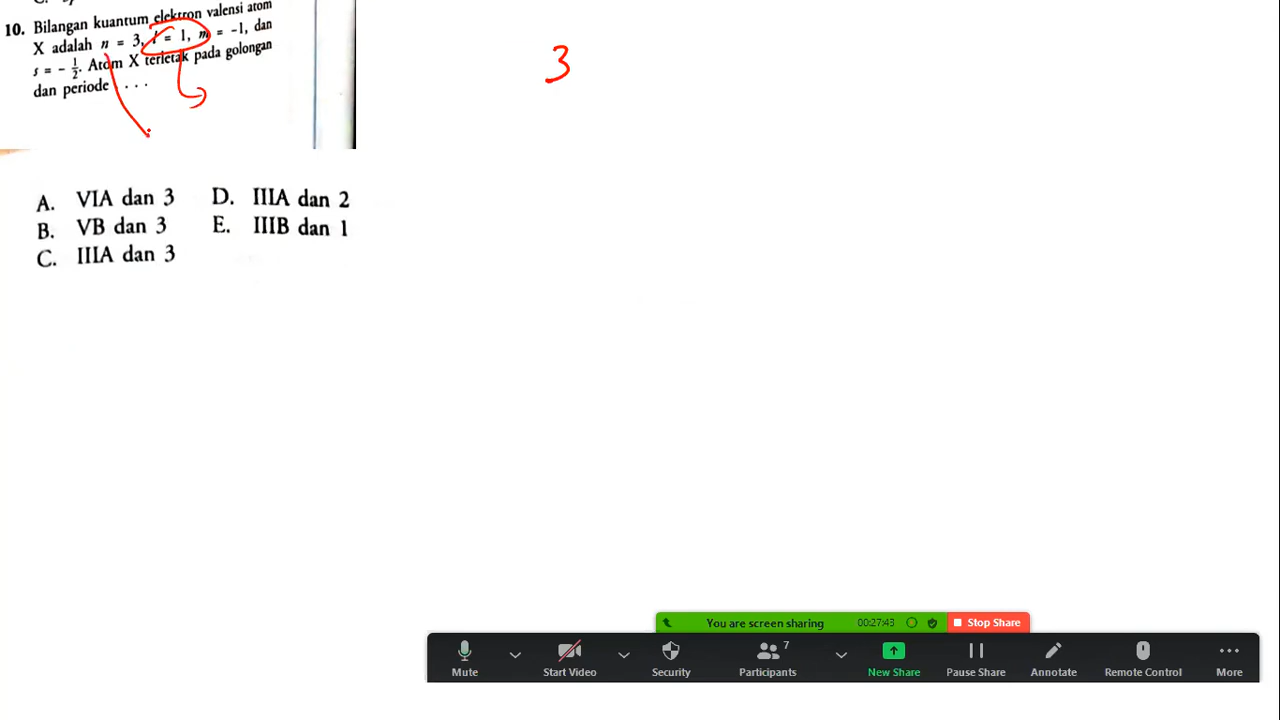 10. Bilangan kuantum elektron valensi atom
X adalah n = 3, l = 1, m = -1, dan
s = - 1/2. Atom X terletak pada golongan
dan periode . . .
3
A. VIA dan 3 D. IIIA dan 2
B. VB dan 3 E. IIIB dan 1
C. IIIA dan 3
You are screen sharing 00:27:43 Stop Share
7
Mute Start Video Security Participants New Share Pause Share Annotate Remote Control More